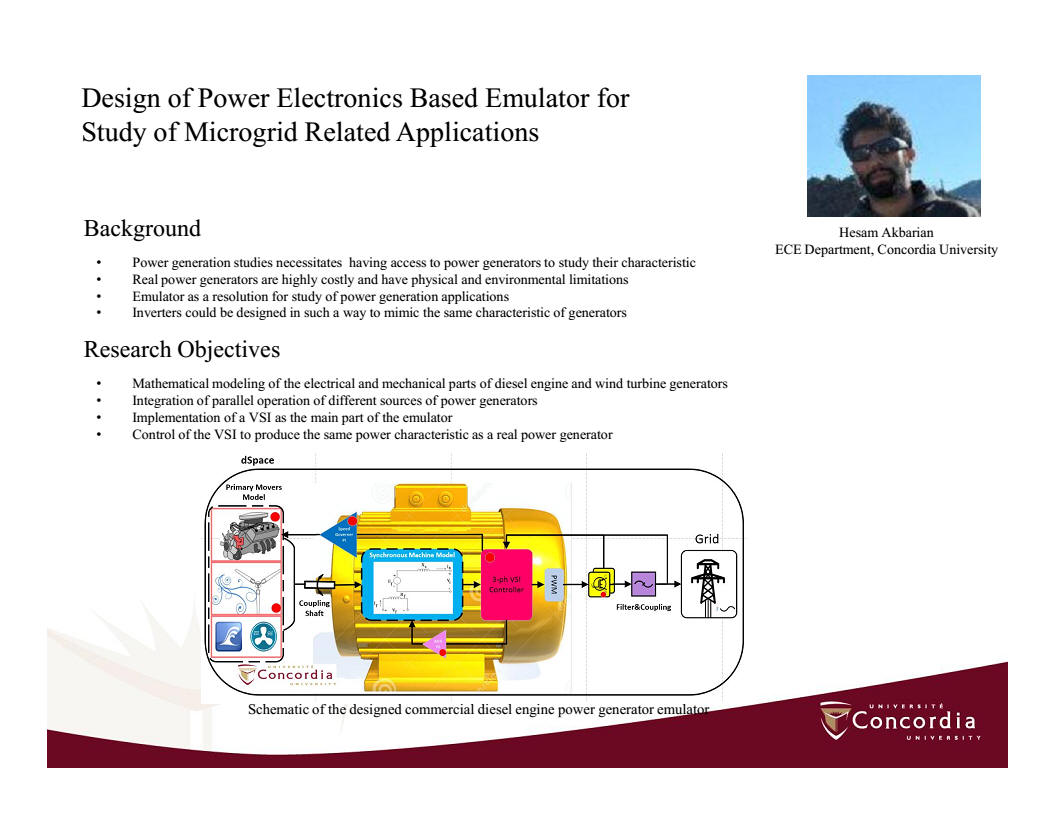 Design of Power Electronics Based Emulator for
Study of Microgrid Related Applications
Hesam Akbarian
ECE Department, Concordia University
Background
• Power generation studies necessitates having access to power generators to study their characteristic
• Real power generators are highly costly and have physical and environmental limitations
• Emulator as a resolution for study of power generation applications
• Inverters could be designed in such a way to mimic the same characteristic of generators
Research Objectives
• Mathematical modeling of the electrical and mechanical parts of diesel engine and wind turbine generators
• Integration of parallel operation of different sources of power generators
• Implementation of a VSI as the main part of the emulator
• Control of the VSI to produce the same power characteristic as a real power generator
dSpace
Primary Movers
Model
Speed
Governer
PI
Synchronous Machine Model
3-ph VSI
Controller
PWM
Grid
Coupling
Shaft
Filter&Coupling
UNIVERSITÉ
Concordia
UNIVERSITY
Schematic of the designed commercial diesel engine power generator emulator
UNIVERSITÉ
Concordia
UNIVERSITY